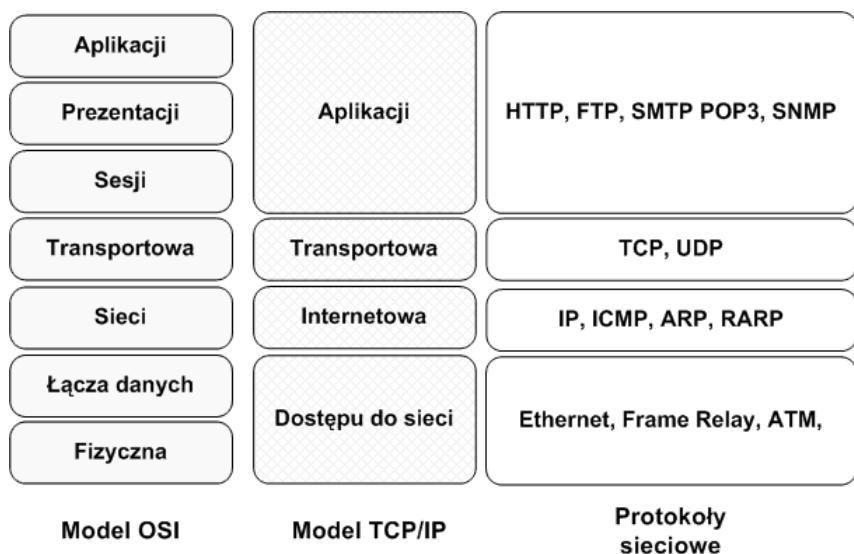 Aplikacji
Prezentacji
Sesji
Transportowa
Sieci
Łącza danych
Fizyczna
Model OSI
Aplikacji
Transportowa
Internetowa
Dostępu do sieci
Model TCP/IP
HTTP, FTP, SMTP POP3, SNMP
TCP, UDP
IP, ICMP, ARP, RARP
Ethernet, Frame Relay, ATM,
Protokoły
sieciowe